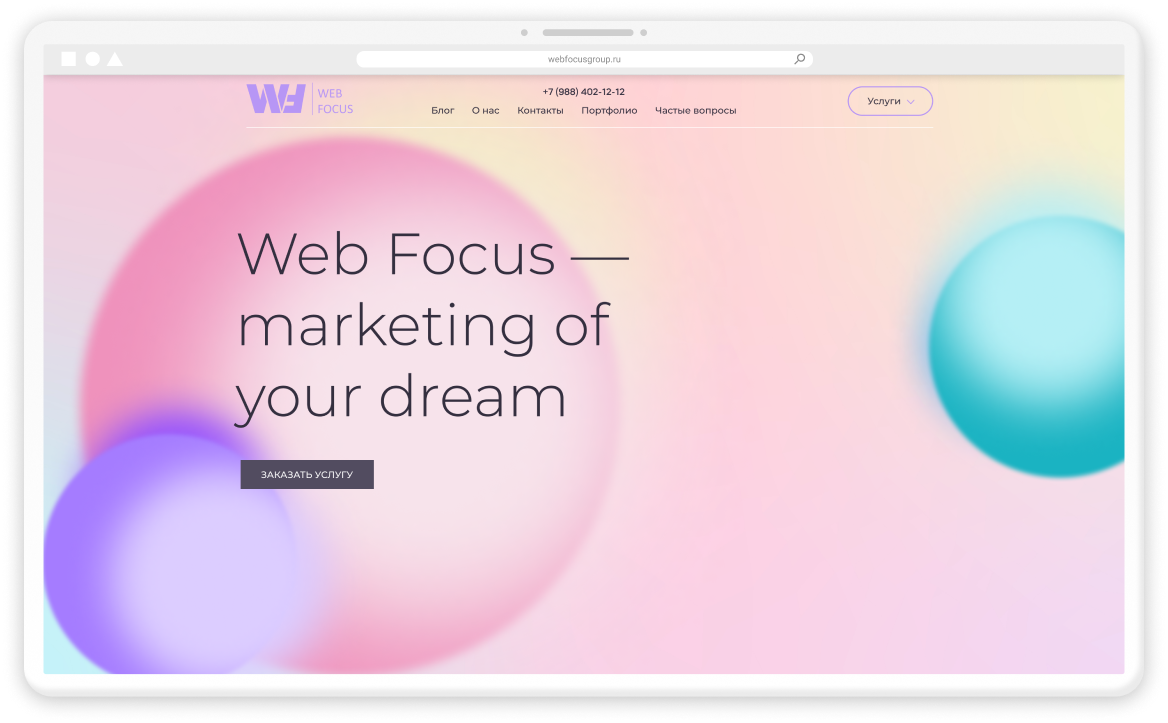 webfocusgroup.ru
WEB
FOCUS
+7 (988) 402-12-12
Блог О нас Контакты Портфолио Частые вопросы
Услуги
Web Focus —
marketing of
your dream
ЗАКАЗАТЬ УСЛУГУ